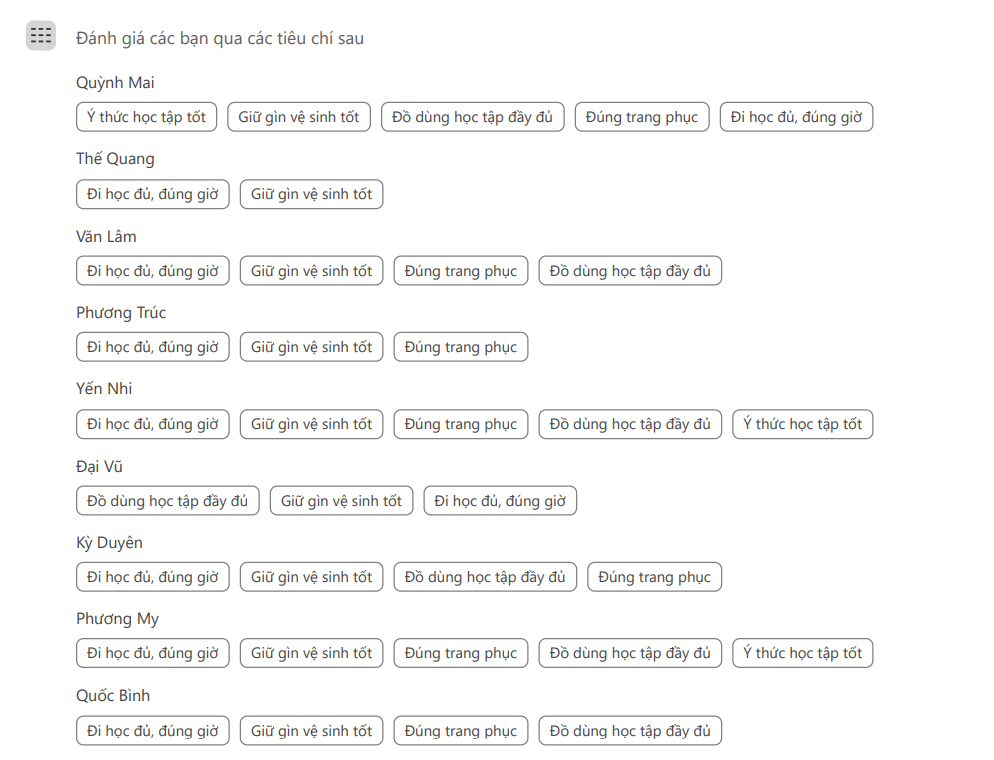 Đánh giá các bạn qua các tiêu chí sau
Quỳnh Mai
Ý thức học tập tốt Giữ gìn vệ sinh tốt Đồ dùng học tập đầy đủ Đúng trang phục Đi học đủ, đúng giờ
Thế Quang
Đi học đủ, đúng giờ Giữ gìn vệ sinh tốt
Văn Lâm
Đi học đủ, đúng giờ Giữ gìn vệ sinh tốt Đúng trang phục Đồ dùng học tập đầy đủ
Phương Trúc
Đi học đủ, đúng giờ Giữ gìn vệ sinh tốt Đúng trang phục
Yến Nhi
Đi học đủ, đúng giờ Giữ gìn vệ sinh tốt Đúng trang phục Đồ dùng học tập đầy đủ Ý thức học tập tốt
Đại Vũ
Đồ dùng học tập đầy đủ Giữ gìn vệ sinh tốt Đi học đủ, đúng giờ
Kỳ Duyên
Đi học đủ, đúng giờ Giữ gìn vệ sinh tốt Đồ dùng học tập đầy đủ Đúng trang phục
Phương My
Đi học đủ, đúng giờ Giữ gìn vệ sinh tốt Đúng trang phục Đồ dùng học tập đầy đủ Ý thức học tập tốt
Quốc Bình
Đi học đủ, đúng giờ Giữ gìn vệ sinh tốt Đúng trang phục Đồ dùng học tập đầy đủ